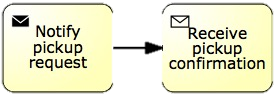 Notify
pickup
request
Receive
pickup
confirmation